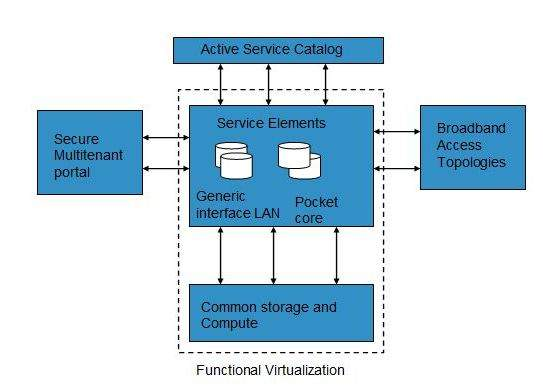 Active Service Catalog
Service Elements
Secure
Multitenant
portal
Broadband
Access
Topologies
Generic
interface LAN
Pocket
core
Common storage and
Compute
Functional Virtualization